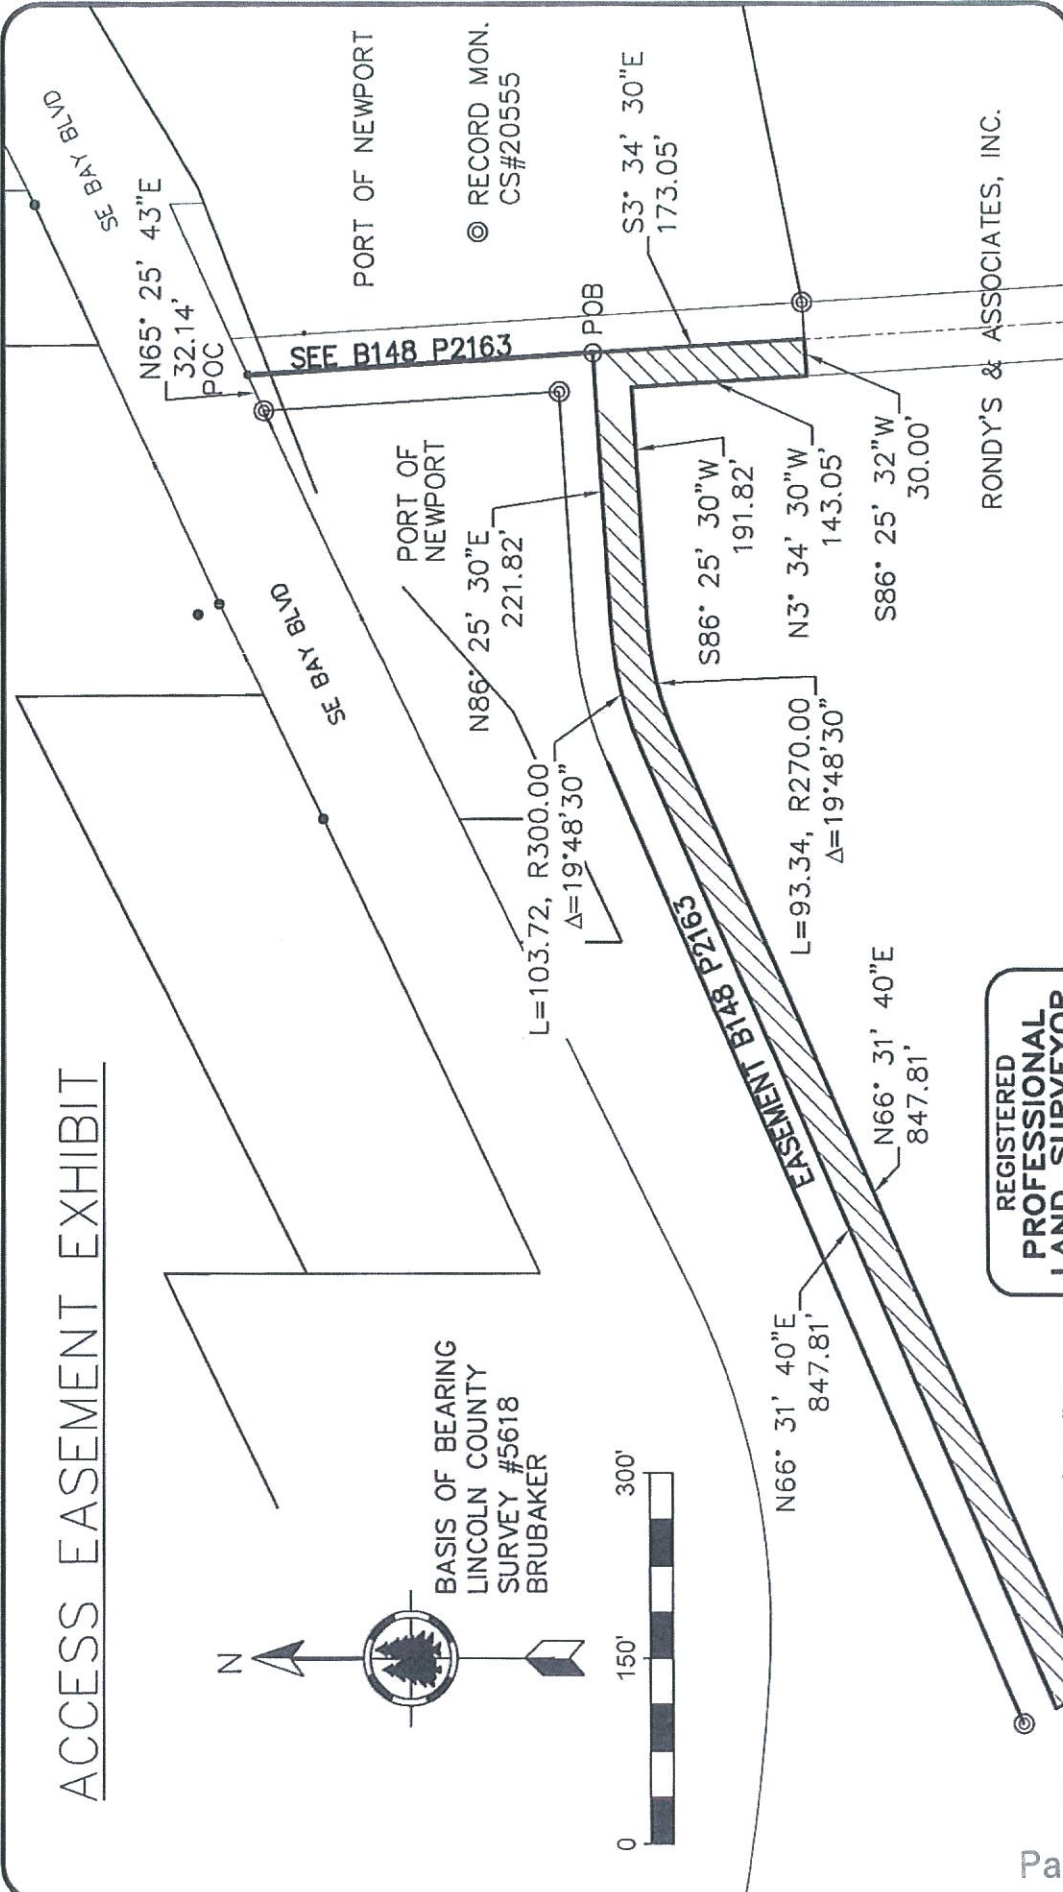 ACCESS EASEMENT EXHIBIT
N
BASIS OF BEARING
LINCOLN COUNTY
SURVEY #5618
BRUBAKER
0
150'
300'
SE BAY BLVD
SE BAY BLVD
N65° 25' 43"E
32.14'
POC
SEE B148 P2163
PORT OF NEWPORT
RECORD MON.
CS#20555
PORT OF
NEWPORT
N86° 25' 30"E
221.82'
POB
S3° 34' 30"E
173.05'
L=103.72, R300.00
Δ=19°48'30"
S86° 25' 30"W
191.82'
N3° 34' 30"W
143.05'
S86° 25' 32"W
30.00'
L=93.34, R270.00
Δ=19°48'30"
EASEMENT B148 P2163
N66° 31' 40"E
847.81'
N66° 31' 40"E
847.81'
RONDY'S & ASSOCIATES, INC.
REGISTERED
PROFESSIONAL
LAND SURVEYOR
Pa